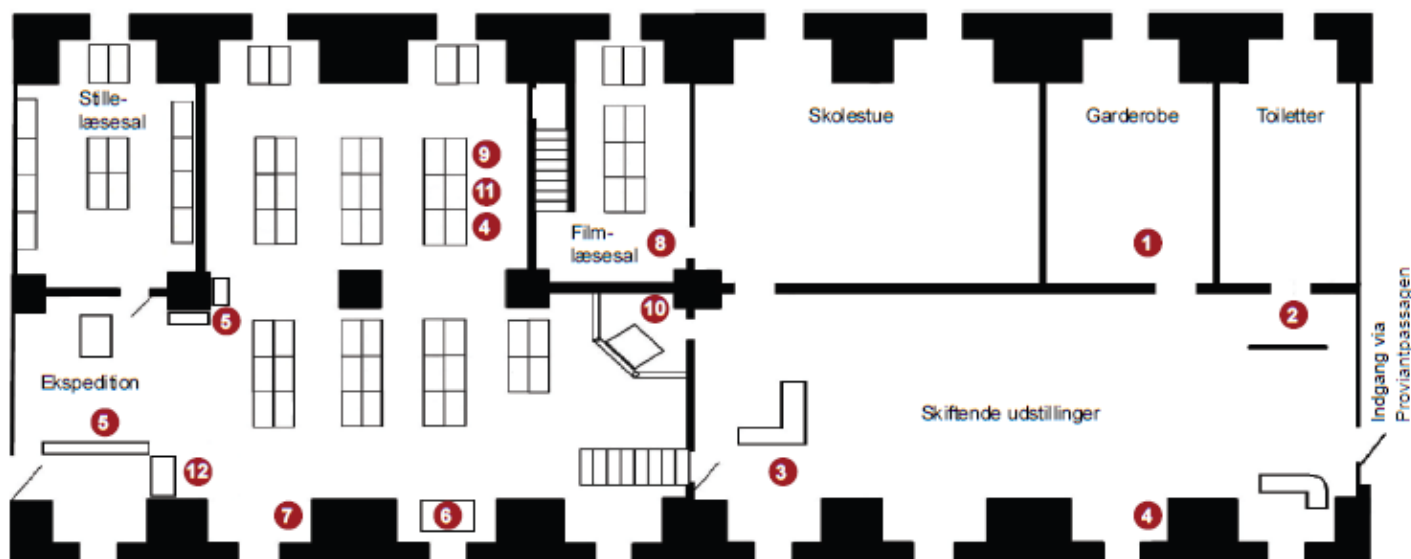 Stille-
læsesal
Skolestue
Garderobe
Toiletter
9
11
4
Film-
læsesal
8
1
10
5
2
Ekspedition
Skiftende udstillinger
Indgang via
Proviantpassagen
5
12
3
7
6
4